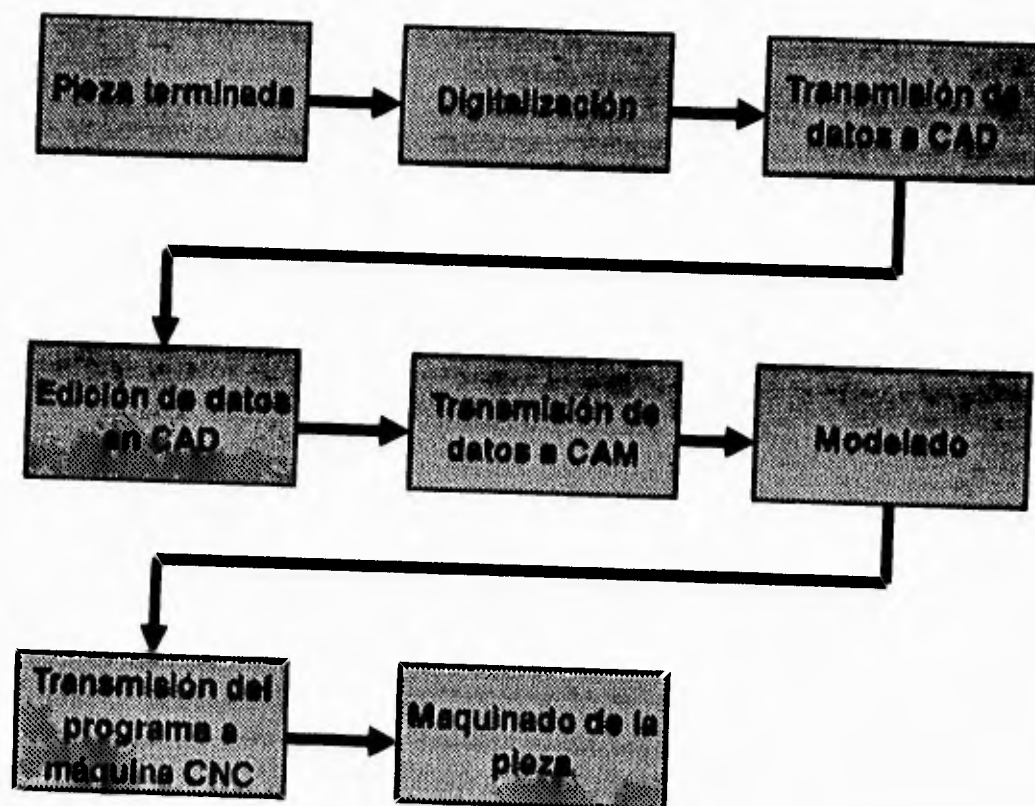 Pieza terminada
Digitalización
Transmisión de
datos a CAD
Edición de datos
en CAD
Transmisión de
datos a CAM
Modelado
Transmisión del
programa a
máquina CNC
Maquinado de la
pieza